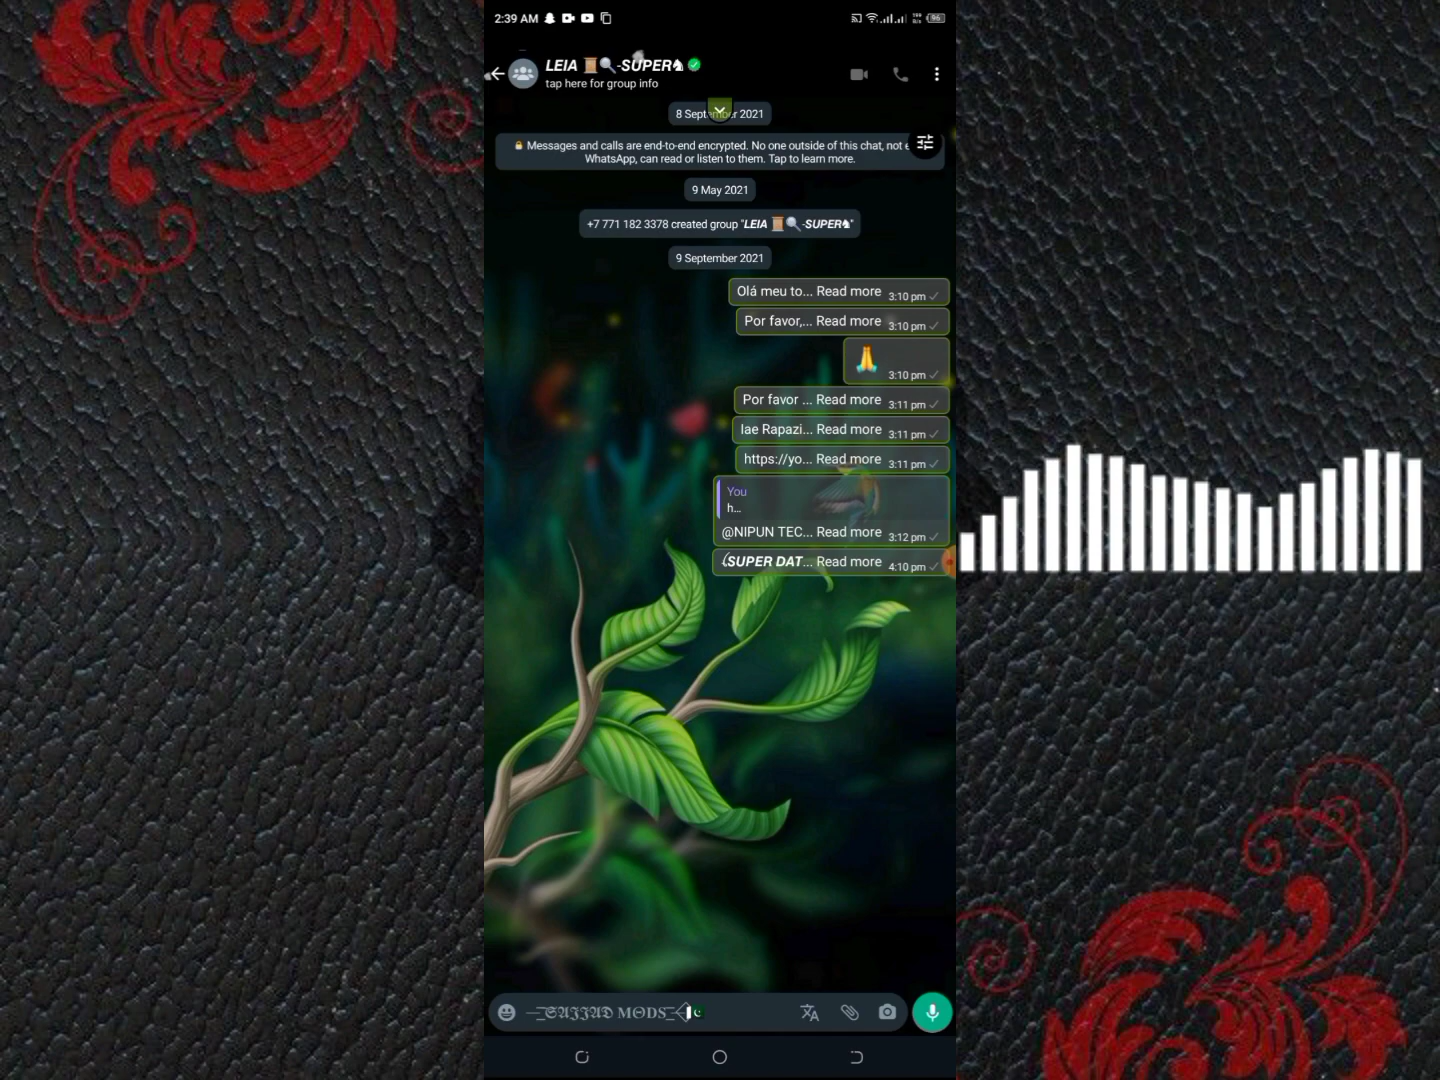 2:39 AM
96
LEIA 📜🔍-SUPER♞
tap here for group info
8 September 2021
🔒 Messages and calls are end-to-end encrypted. No one outside of this chat, not e
WhatsApp, can read or listen to them. Tap to learn more.
9 May 2021
+7 771 182 3378 created group "LEIA 📜🔍-SUPER♞"
9 September 2021
Olá meu to... Read more 3:10 pm
Por favor,... Read more 3:10 pm
🙏 3:10 pm
Por favor ... Read more 3:11 pm
Iae Rapazi... Read more 3:11 pm
https://yo... Read more 3:11 pm
You
h...
@NIPUN TEC... Read more 3:12 pm
SUPER DAT... Read more 4:10 pm
𝕾𝕬𝕵𝕵𝕬𝕯 MΘDS